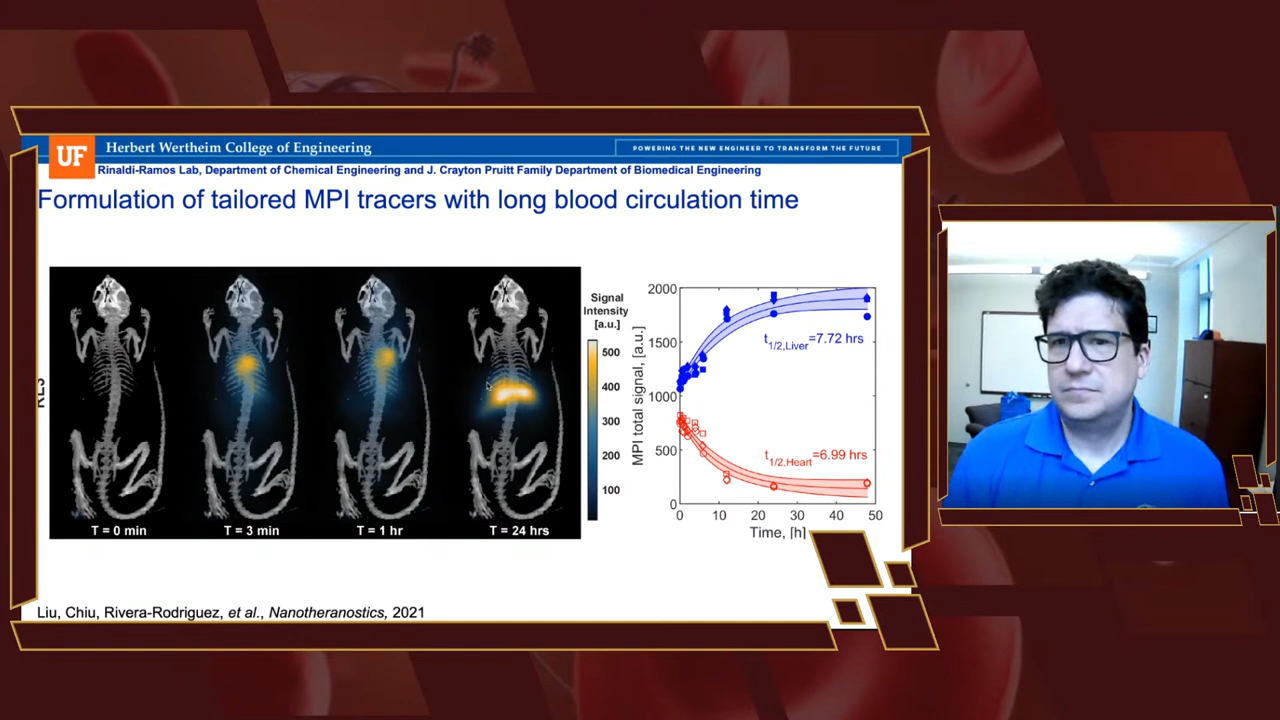 UF
Herbert Wertheim College of Engineering
POWERING THE NEW ENGINEER TO TRANSFORM THE FUTURE
Rinaldi-Ramos Lab, Department of Chemical Engineering and J. Crayton Pruitt Family Department of Biomedical Engineering
Formulation of tailored MPI tracers with long blood circulation time
T = 0 min
T = 3 min
T = 1 hr
T = 24 hrs
Signal
Intensity
[a.u.]
500
400
300
200
100
MPI total signal, [a.u.]
2000
1500
1000
500
0
t1/2,Liver=7.72 hrs
t1/2,Heart=6.99 hrs
0 10 20 30 40 50
Time, [h]
Liu, Chiu, Rivera-Rodriguez, et al., Nanotheranostics, 2021